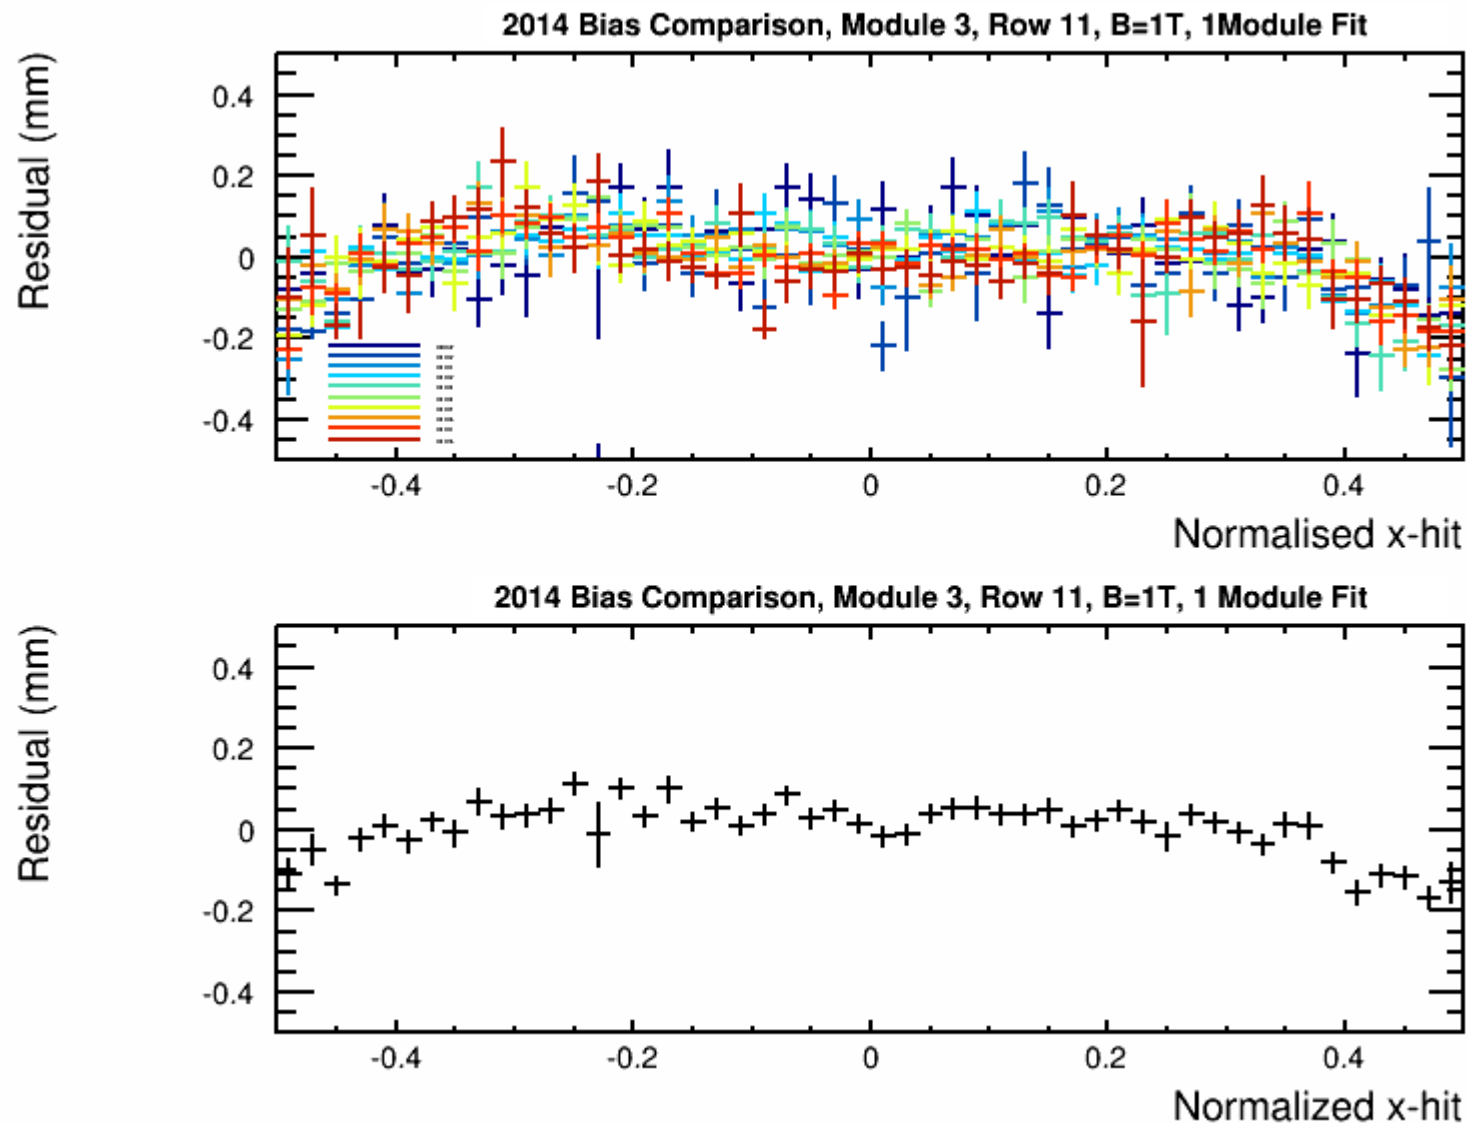 2014 Bias Comparison, Module 3, Row 11, B=1T, 1Module Fit
Residual (mm)
0.4
0.2
0
-0.2
-0.4
-0.4 -0.2 0 0.2 0.4
Normalised x-hit
2014 Bias Comparison, Module 3, Row 11, B=1T, 1 Module Fit
Residual (mm)
0.4
0.2
0
-0.2
-0.4
-0.4 -0.2 0 0.2 0.4
Normalized x-hit